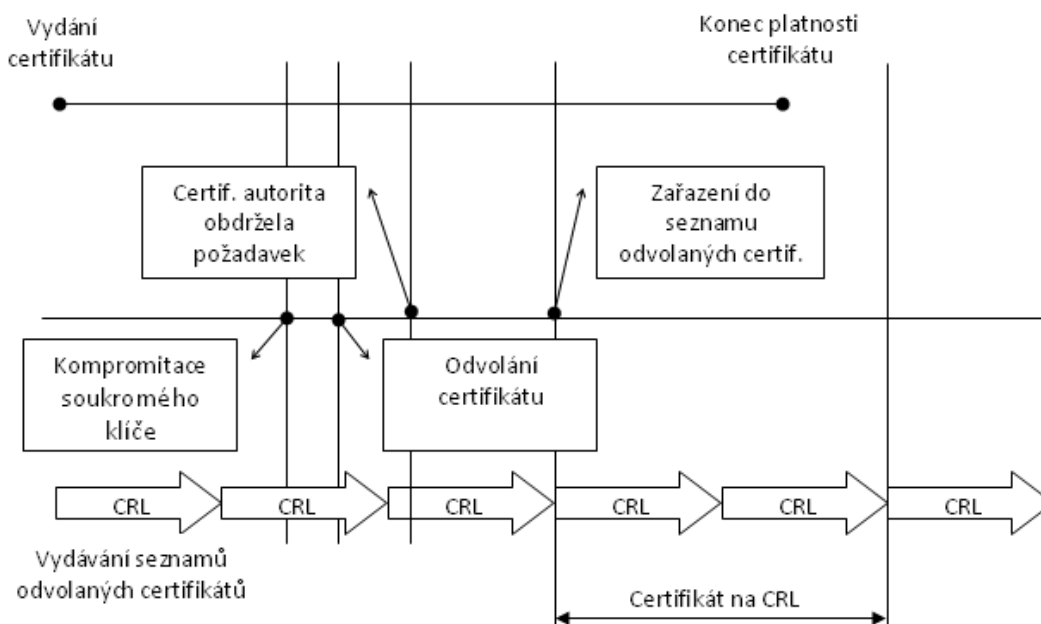 Vydání
certifikátu
Konec platnosti
certifikátu
Certif. autorita
obdržela
požadavek
Zařazení do
seznamu
odvolaných certif.
Kompromitace
soukromého
klíče
Odvolání
certifikátu
CRL
CRL
CRL
CRL
CRL
CRL
Vydávání seznamů
odvolaných certifikátů
Certifikát na CRL